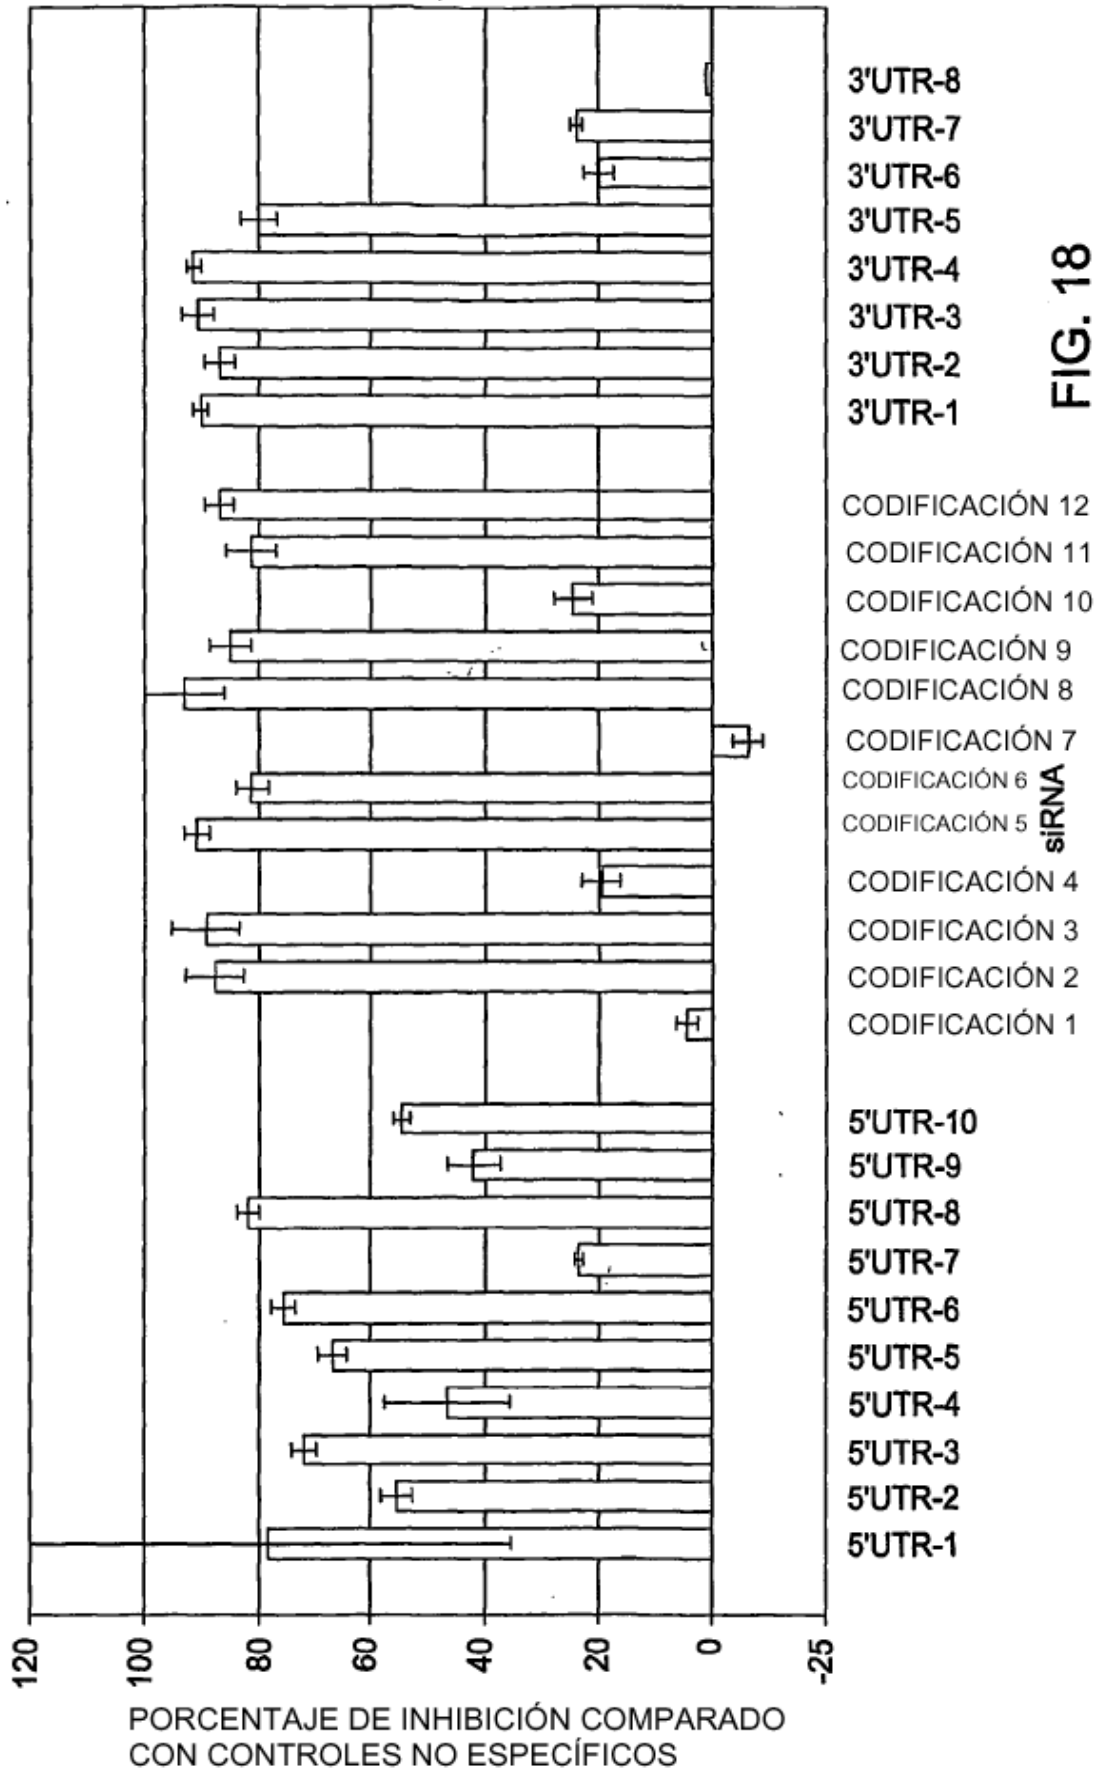 3'UTR-8
3'UTR-7
3'UTR-6
3'UTR-5
3'UTR-4
3'UTR-3
3'UTR-2
3'UTR-1
CODIFICACIÓN 12
CODIFICACIÓN 11
CODIFICACIÓN 10
CODIFICACIÓN 9
CODIFICACIÓN 8
CODIFICACIÓN 7
CODIFICACIÓN 6
CODIFICACIÓN 5
CODIFICACIÓN 4
CODIFICACIÓN 3
CODIFICACIÓN 2
CODIFICACIÓN 1
5'UTR-10
5'UTR-9
5'UTR-8
5'UTR-7
5'UTR-6
5'UTR-5
5'UTR-4
5'UTR-3
5'UTR-2
5'UTR-1
siRNA
FIG. 18
120
100
80
60
40
20
0
-25
PORCENTAJE DE INHIBICIÓN COMPARADO
CON CONTROLES NO ESPECÍFICOS